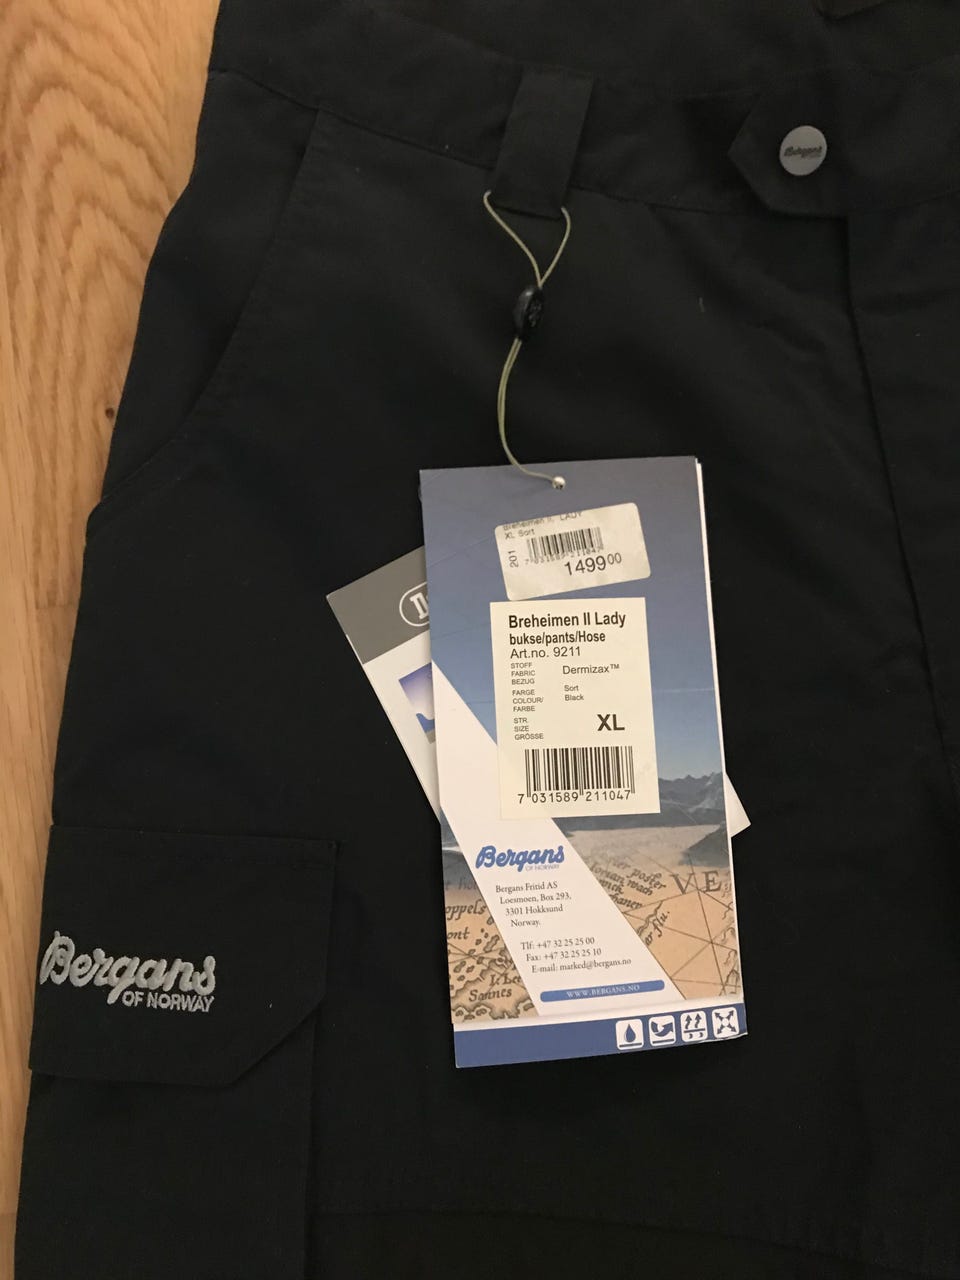 Bergans
Breheimen II, LADY
XL Sort
201
7 031589 211047
1499 00
Breheimen II Lady
bukse/pants/Hose
Art.no. 9211
STOFF
FABRIC
BEZUG
Dermizax™
FARGE
COLOUR/
FARBE
Sort
Black
STR.
SIZE
GRÖSSE
XL
7 031589 211047
Bergans
OF NORWAY
Bergans Fritid AS
Loesmoen, Box 293,
3301 Hokksund
Norway.
Tlf: +47 32 25 25 00
Fax: +47 32 25 25 10
E-mail: marked@bergans.no
WWW.BERGANS.NO
VE
Bergans
OF NORWAY